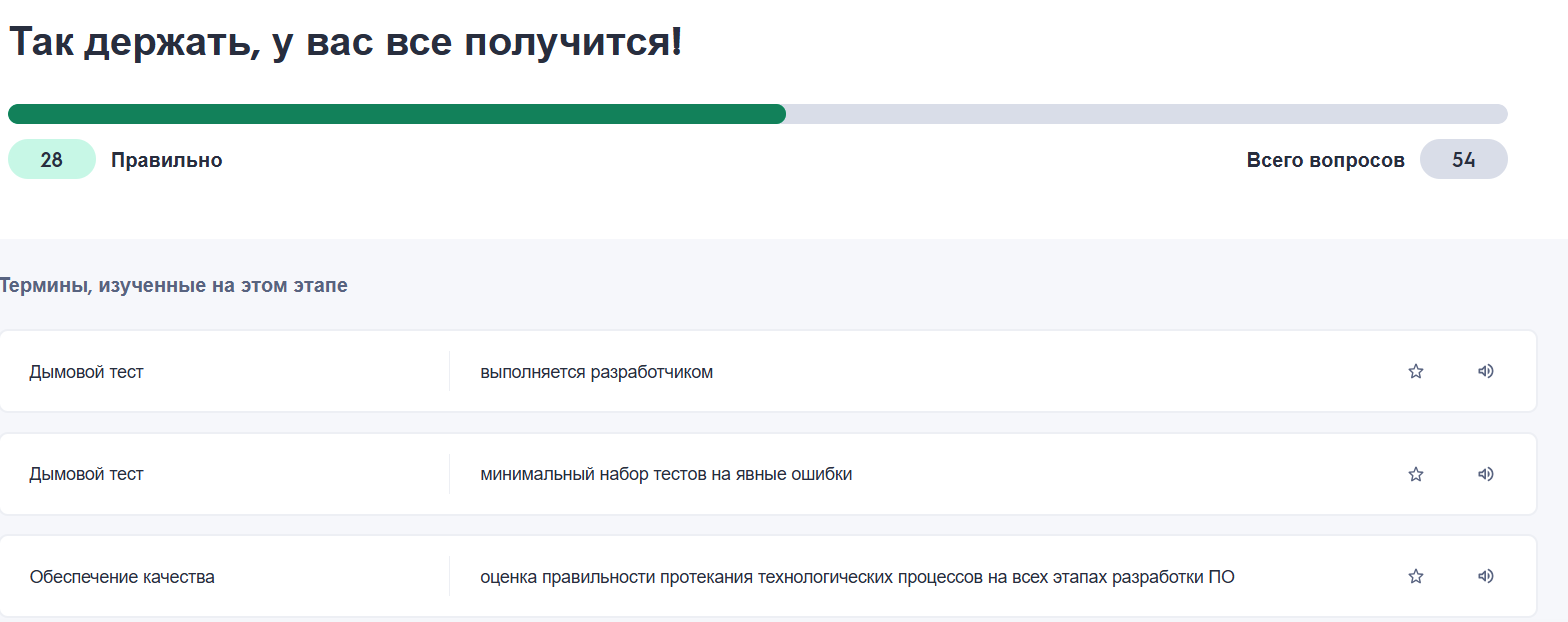 Так держать, у вас все получится!
28 Правильно Всего вопросов 54
Термины, изученные на этом этапе
Дымовой тест выполняется разработчиком
Дымовой тест минимальный набор тестов на явные ошибки
Обеспечение качества оценка правильности протекания технологических процессов на всех этапах разработки ПО